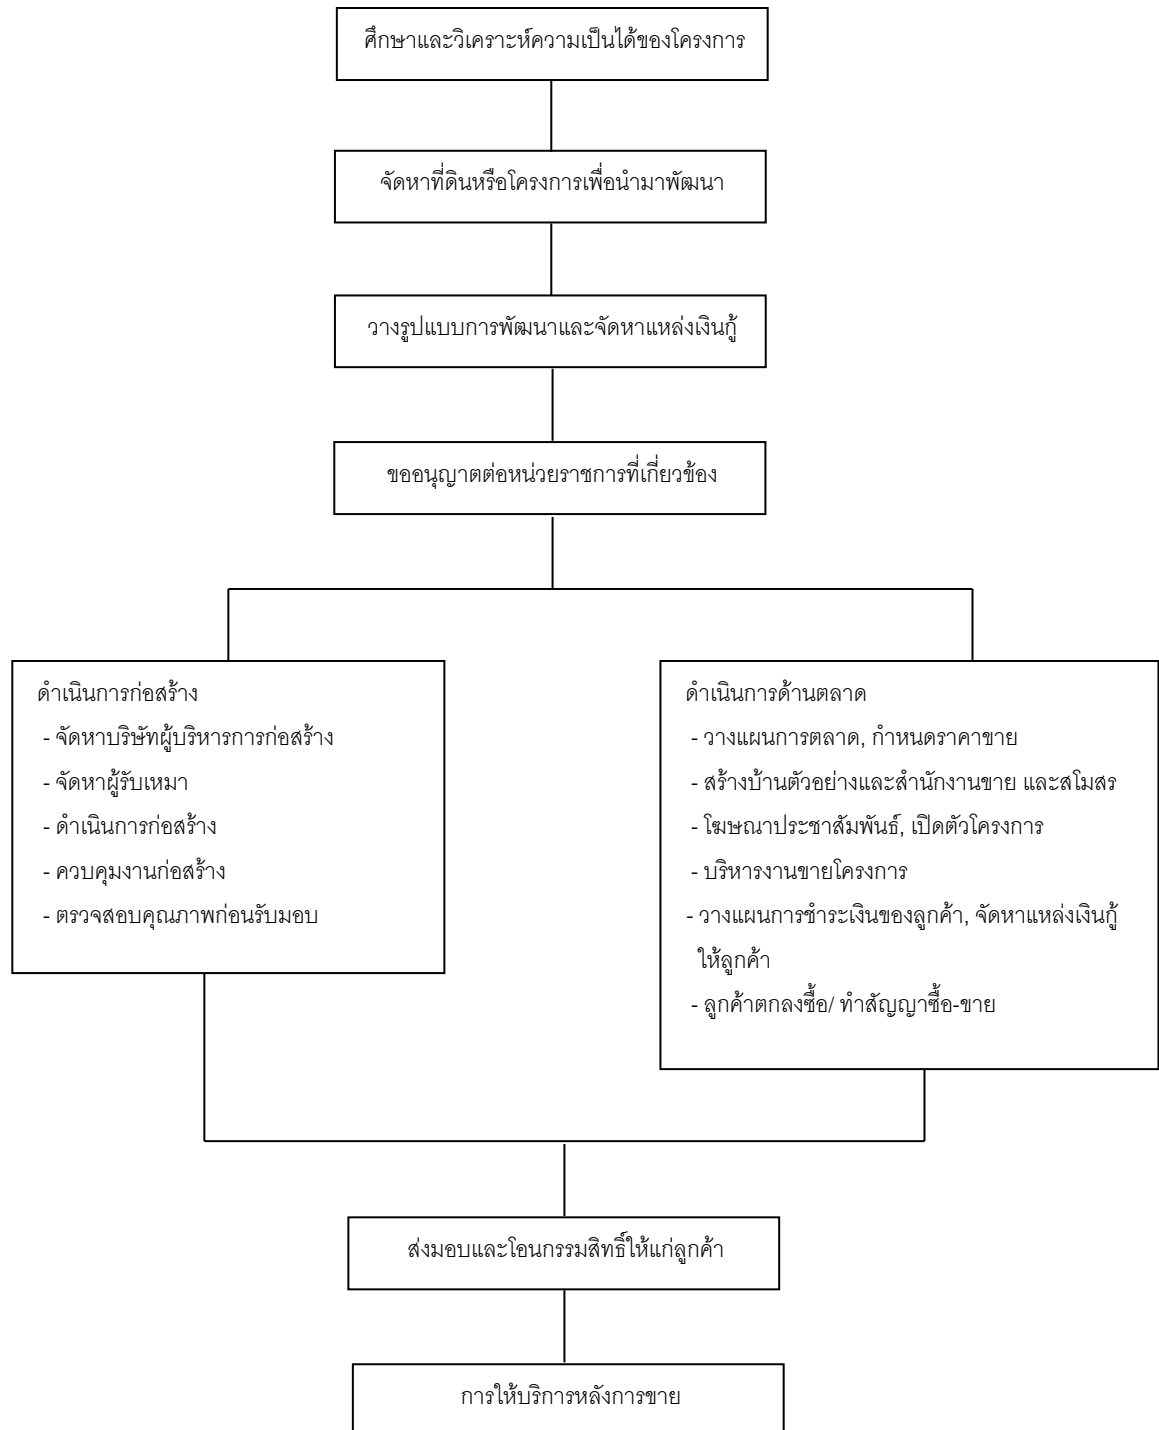 ศึกษาและวิเคราะห์ความเป็นได้ของโครงการ
จัดหาที่ดินหรือโครงการเพื่อนำมาพัฒนา
วางรูปแบบการพัฒนาและจัดหาแหล่งเงินกู้
ขออนุญาตต่อหน่วยราชการที่เกี่ยวข้อง
ดำเนินการก่อสร้าง
- จัดหาบริษัทผู้บริหารการก่อสร้าง
- จัดหาผู้รับเหมา
- ดำเนินการก่อสร้าง
- ควบคุมงานก่อสร้าง
- ตรวจสอบคุณภาพก่อนรับมอบ
ดำเนินการด้านตลาด
- วางแผนการตลาด, กำหนดราคาขาย
- สร้างบ้านตัวอย่างและสำนักงานขาย และสโมสร
- โฆษณาประชาสัมพันธ์, เปิดตัวโครงการ
- บริหารงานขายโครงการ
- วางแผนการชำระเงินของลูกค้า, จัดหาแหล่งเงินกู้
ให้ลูกค้า
- ลูกค้าตกลงซื้อ/ ทำสัญญาซื้อ-ขาย
ส่งมอบและโอนกรรมสิทธิ์ให้แก่ลูกค้า
การให้บริการหลังการขาย